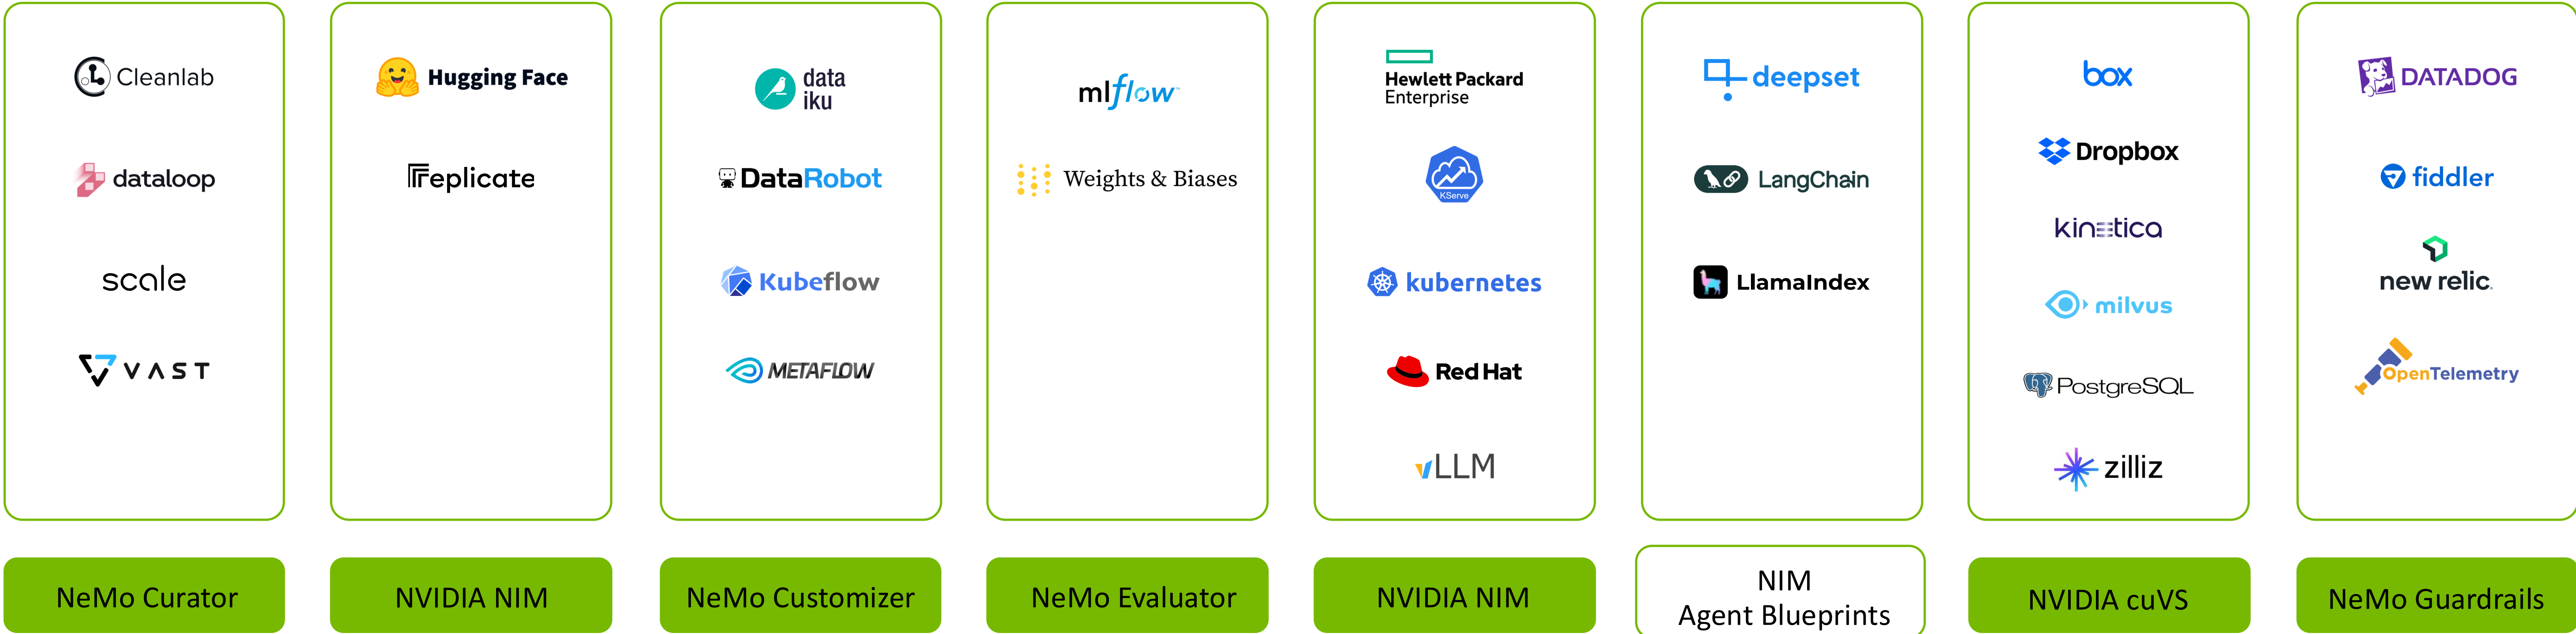 Cleanlab
dataloop
scale
VAST
NeMo Curator
Hugging Face
replicate
NVIDIA NIM
data
iku
DataRobot
Kubeflow
METAFLOW
NeMo Customizer
mlflow™
Weights & Biases
NeMo Evaluator
Hewlett Packard
Enterprise
KServe
kubernetes
Red Hat
vLLM
NVIDIA NIM
deepset
LangChain
LlamaIndex
NIM
Agent Blueprints
box
Dropbox
kinetica
milvus
PostgreSQL
zilliz
NVIDIA cuVS
DATADOG
fiddler
new relic.
OpenTelemetry
NeMo Guardrails